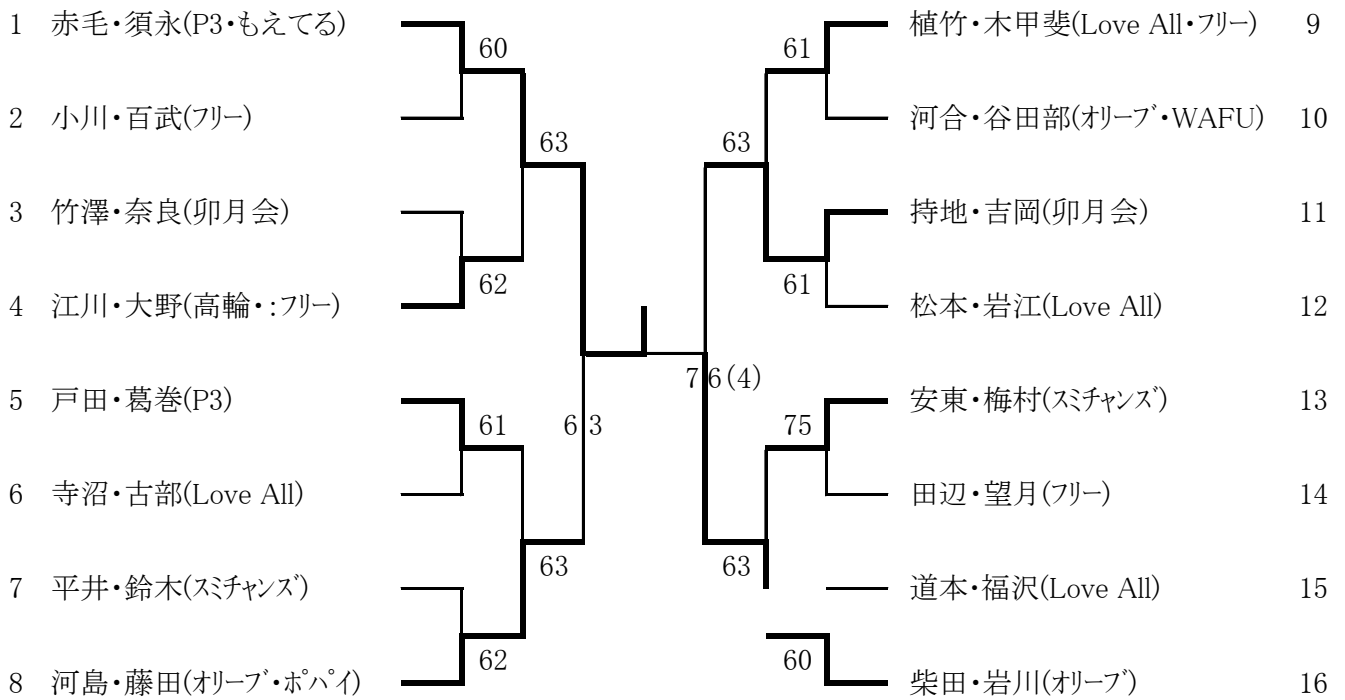 1 赤毛・須永(P3・もえてる)
60
2 小川・百武(フリー)
63
3 竹澤・奈良(卯月会)
62
4 江川・大野(高輪・:フリー)
5 戸田・葛巻(P3)
61
63
6 寺沼・古部(Love All)
63
7 平井・鈴木(スミチャンズ)
62
8 河島・藤田(オリーブ・ポパイ)
植竹・木甲斐(Love All・フリー) 9
61
河合・谷田部(オリーブ・WAFU) 10
63
持地・吉岡(卯月会) 11
61
松本・岩江(Love All) 12
76(4)
安東・梅村(スミチャンズ) 13
75
田辺・望月(フリー) 14
63
道本・福沢(Love All) 15
60
柴田・岩川(オリーブ) 16